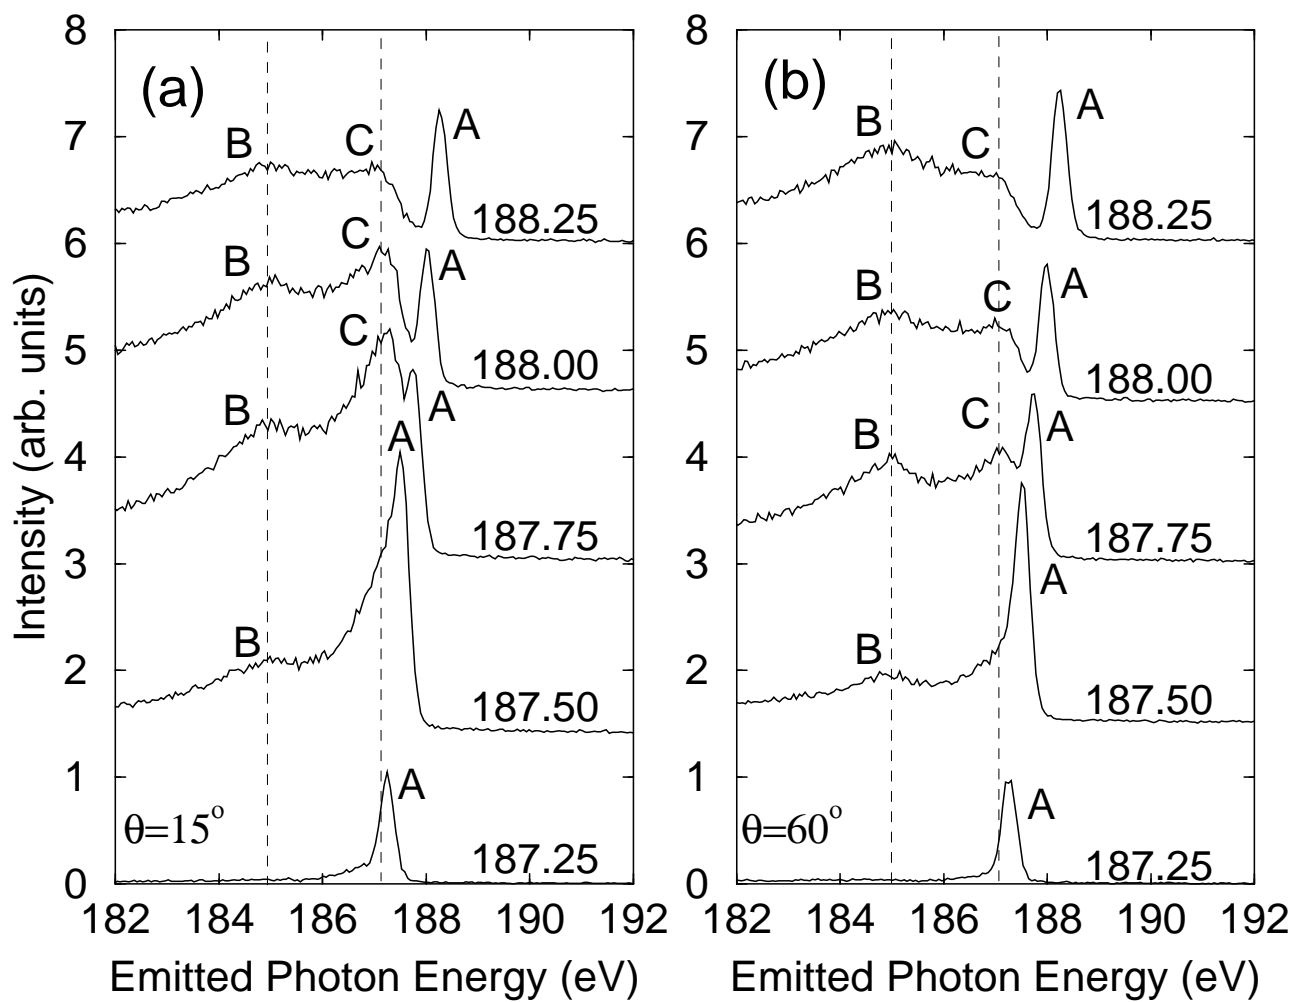 (a)
8
7
6
5
4
3
2
1
0
Intensity (arb. units)
B
C
A
188.25
B
C
A
188.00
B
C
A
187.75
B
A
187.50
A
187.25
θ=15°
182 184 186 188 190 192
Emitted Photon Energy (eV)
(b)
8
7
6
5
4
3
2
1
0
B
C
A
188.25
B
C
A
188.00
B
C
A
187.75
B
A
187.50
A
187.25
θ=60°
182 184 186 188 190 192
Emitted Photon Energy (eV)